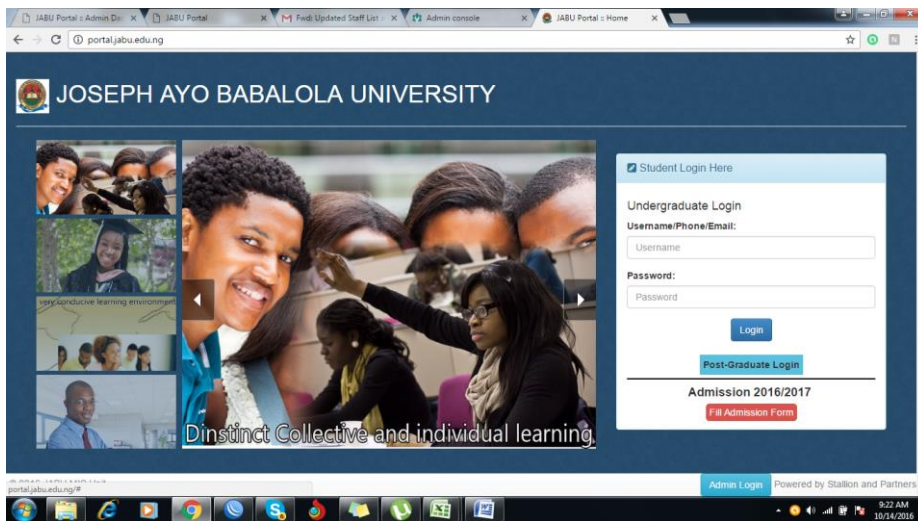 JABU Portal :: Admin Da
JABU Portal
Fwd: Updated Staff List
Admin console
JABU Portal :: Home
portal.jabu.edu.ng
JOSEPH AYO BABALOLA UNIVERSITY
very conducive learning environment
Dinstinct Collective and individual learning
Student Login Here
Undergraduate Login
Username/Phone/Email:
Username
Password:
Password
Login
Post-Graduate Login
Admission 2016/2017
Fill Admission Form
portal.jabu.edu.ng/#
Admin Login
Powered by Stallion and Partners
9:22 AM
10/14/2016